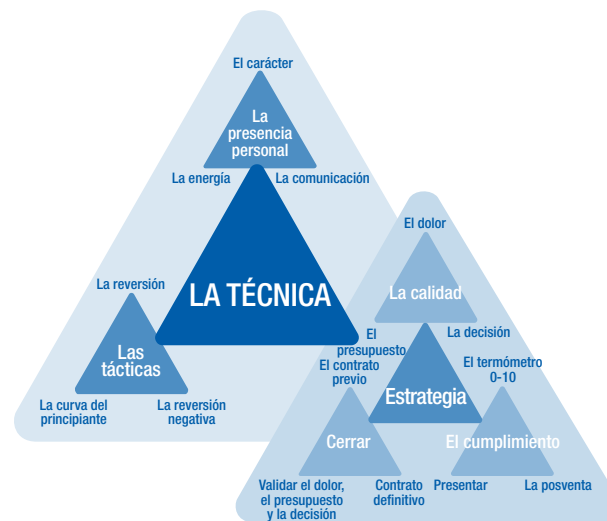 El carácter
La
presencia
personal
La energía
La comunicación
LA TÉCNICA
La reversión
Las
tácticas
La curva del
principiante
La reversión
negativa
El dolor
La calidad
El
presupuesto
La decisión
Estrategia
El contrato
previo
Cerrar
Validar el dolor,
el presupuesto
y la decisión
Contrato
definitivo
El termómetro
0-10
El cumplimiento
Presentar
La posventa